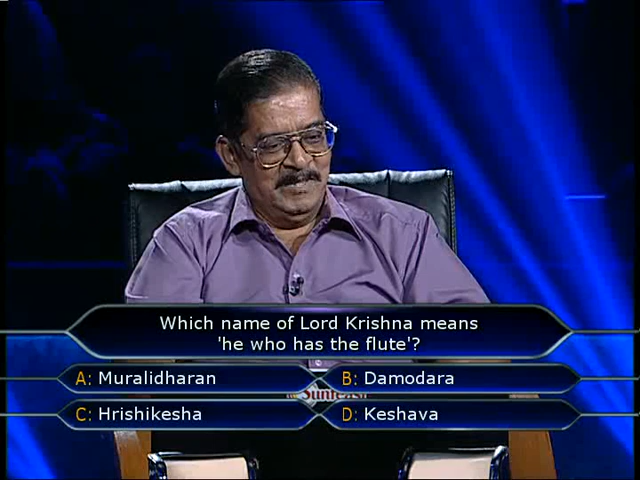 Which name of Lord Krishna means
'he who has the flute'?
A: Muralidharan
B: Damodara
C: Hrishikesha
D: Keshava